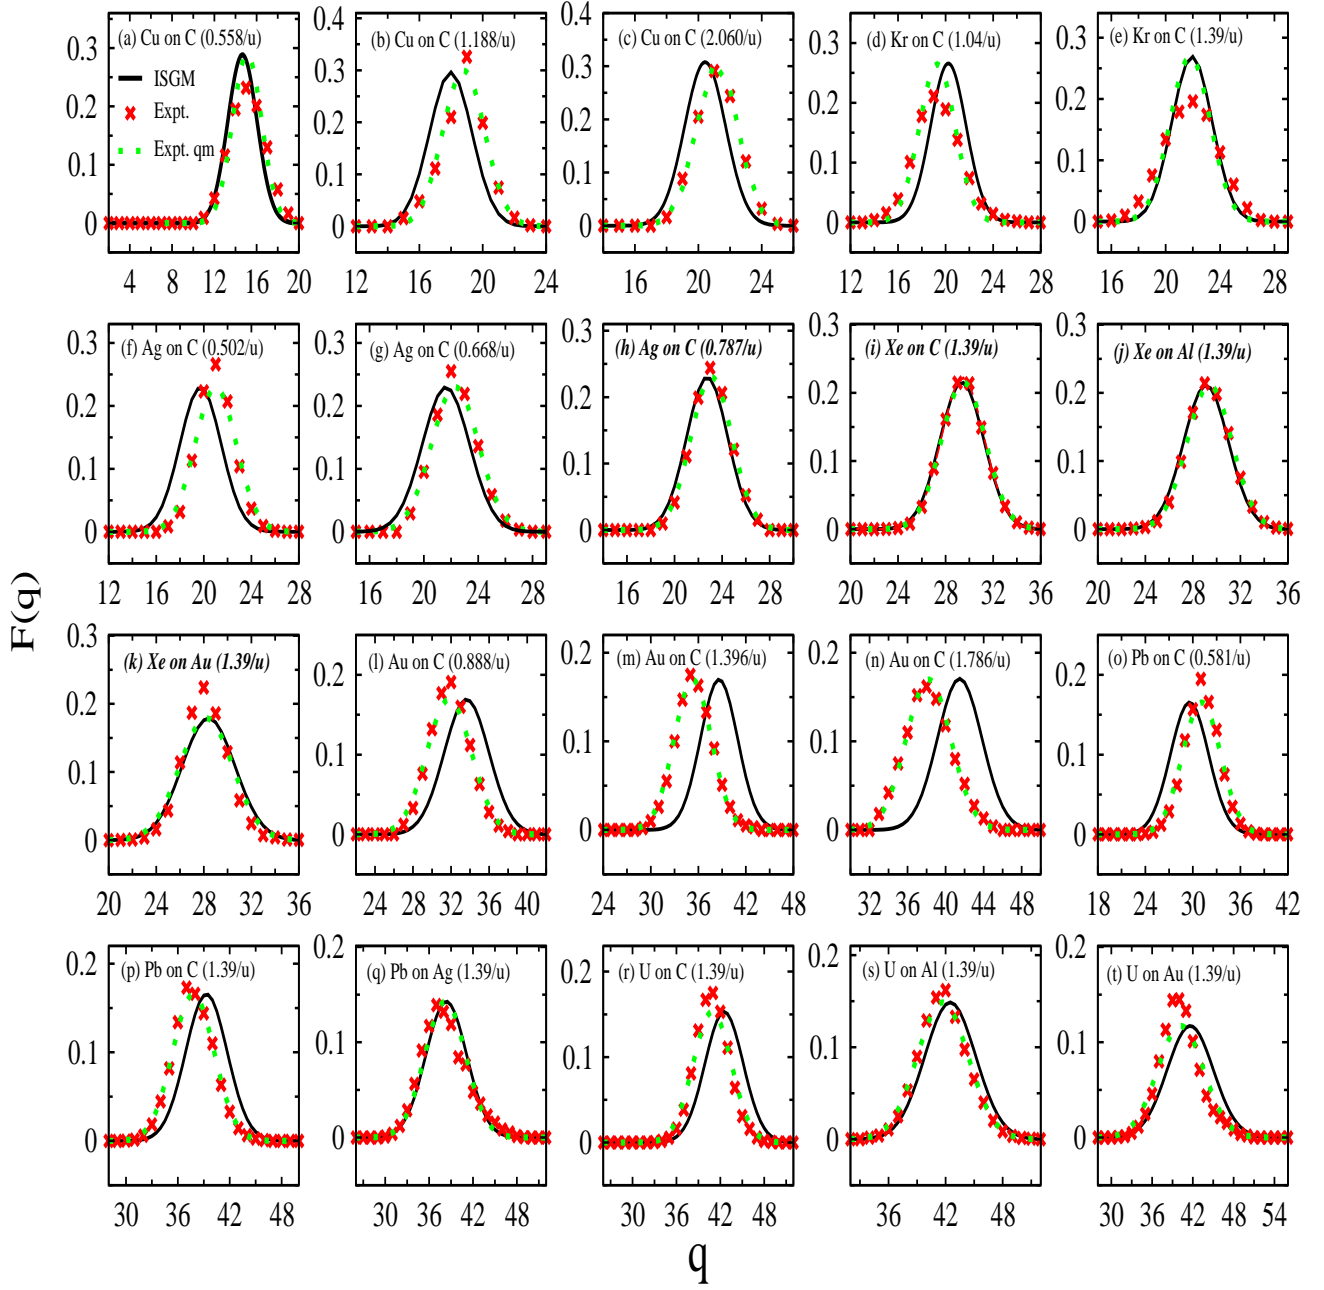 (a) Cu on C (0.558/u)
ISGM
Expt.
Expt. qm
0.3
0.2
0.1
0
4 8 12 16 20
(b) Cu on C (1.188/u)
0.4
0.3
0.2
0.1
0
12 16 20 24
(c) Cu on C (2.060/u)
0.4
0.3
0.2
0.1
0
16 20 24
(d) Kr on C (1.04/u)
0.3
0.2
0.1
0
12 16 20 24 28
(e) Kr on C (1.39/u)
0.3
0.2
0.1
0
15 18 21 24 27
(f) Ag on C (0.502/u)
0.3
0.2
0.1
0
12 16 20 24 28
(g) Ag on C (0.668/u)
0.3
0.2
0.1
0
15 18 21 24 27
(h) Ag on C (0.787/u)
0.3
0.2
0.1
0
16 20 24 28
(i) Xe on C (1.39/u)
0.3
0.2
0.1
0
20 24 28 32 36
(j) Xe on Al (1.39/u)
0.3
0.2
0.1
0
20 24 28 32 36
F(q)
(k) Xe on Au (1.39/u)
0.3
0.2
0.1
0
20 24 28 32 36
(l) Au on C (0.888/u)
0.2
0.1
0
24 28 32 36 40
(m) Au on C (1.396/u)
0.2
0.1
0
24 30 36 42 48
(n) Au on C (1.786/u)
0.2
0.1
0
32 36 40 44 48
(o) Pb on C (0.581/u)
0.2
0.1
0
18 24 30 36 42
(p) Pb on C (1.39/u)
0.2
0.1
0
30 36 42 48
(q) Pb on Ag (1.39/u)
0.2
0.1
0
30 36 42 48
(r) U on C (1.39/u)
0.2
0.1
0
30 36 42 48
(s) U on Al (1.39/u)
0.2
0.1
0
36 42 48
(t) U on Au (1.39/u)
0.2
0.1
0
30 36 42 48 54
q